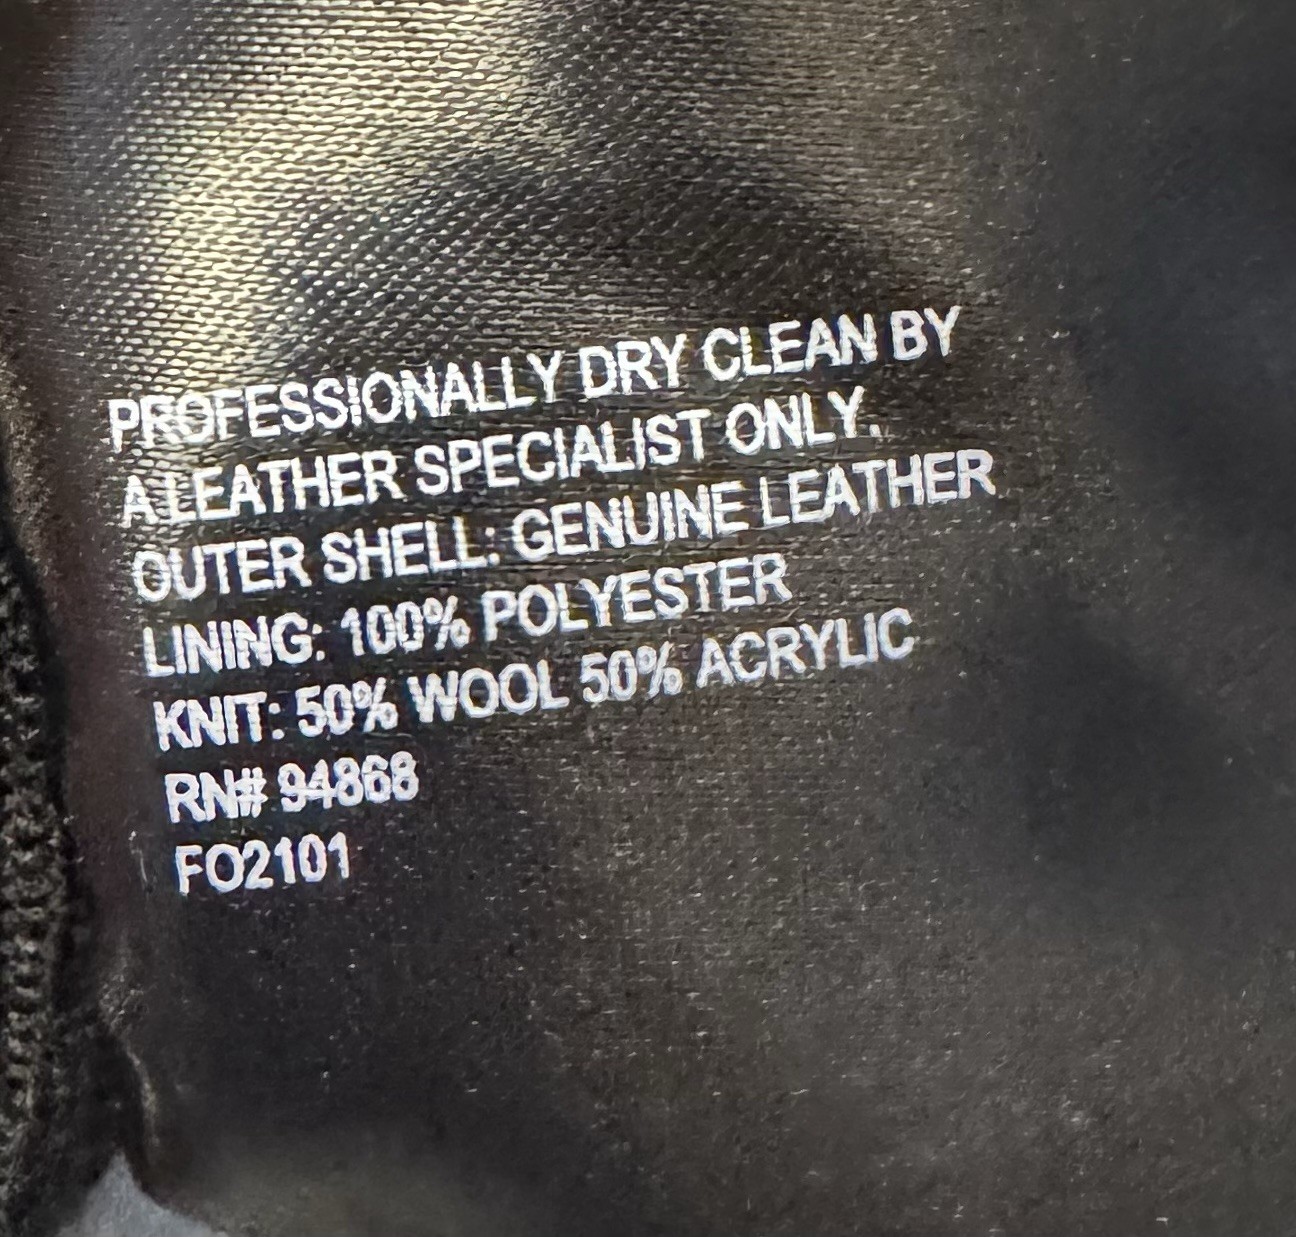 PROFESSIONALLY DRY CLEAN BY
A LEATHER SPECIALIST ONLY.
OUTER SHELL: GENUINE LEATHER
LINING: 100% POLYESTER
KNIT: 50% WOOL 50% ACRYLIC
RN# 94868
FO2101